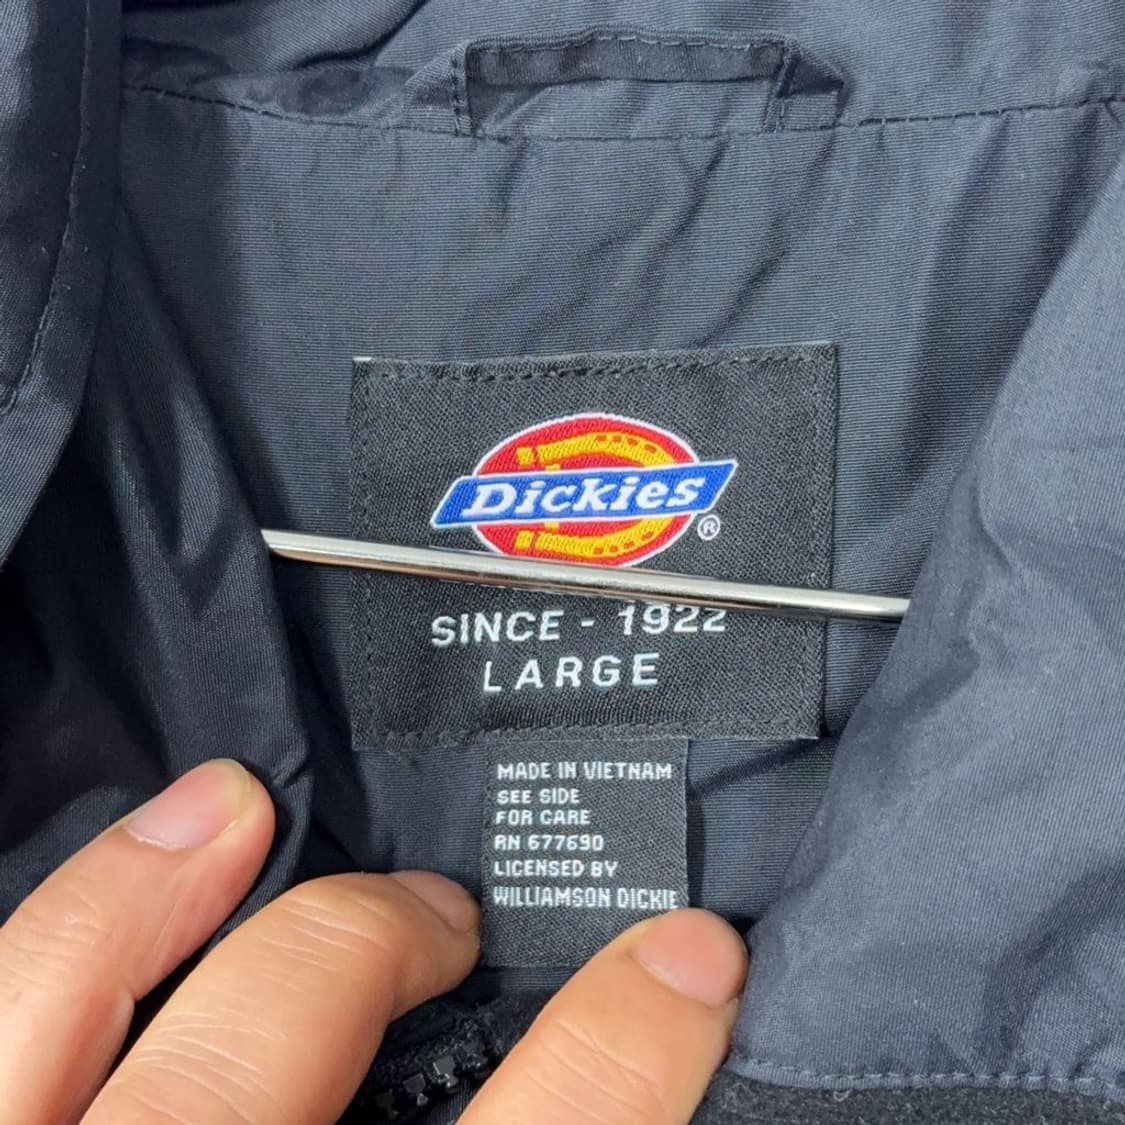 Dickies
®
SINCE - 1922
LARGE
MADE IN VIETNAM
SEE SIDE
FOR CARE
RN 677690
LICENSED BY
WILLIAMSON DICKIE